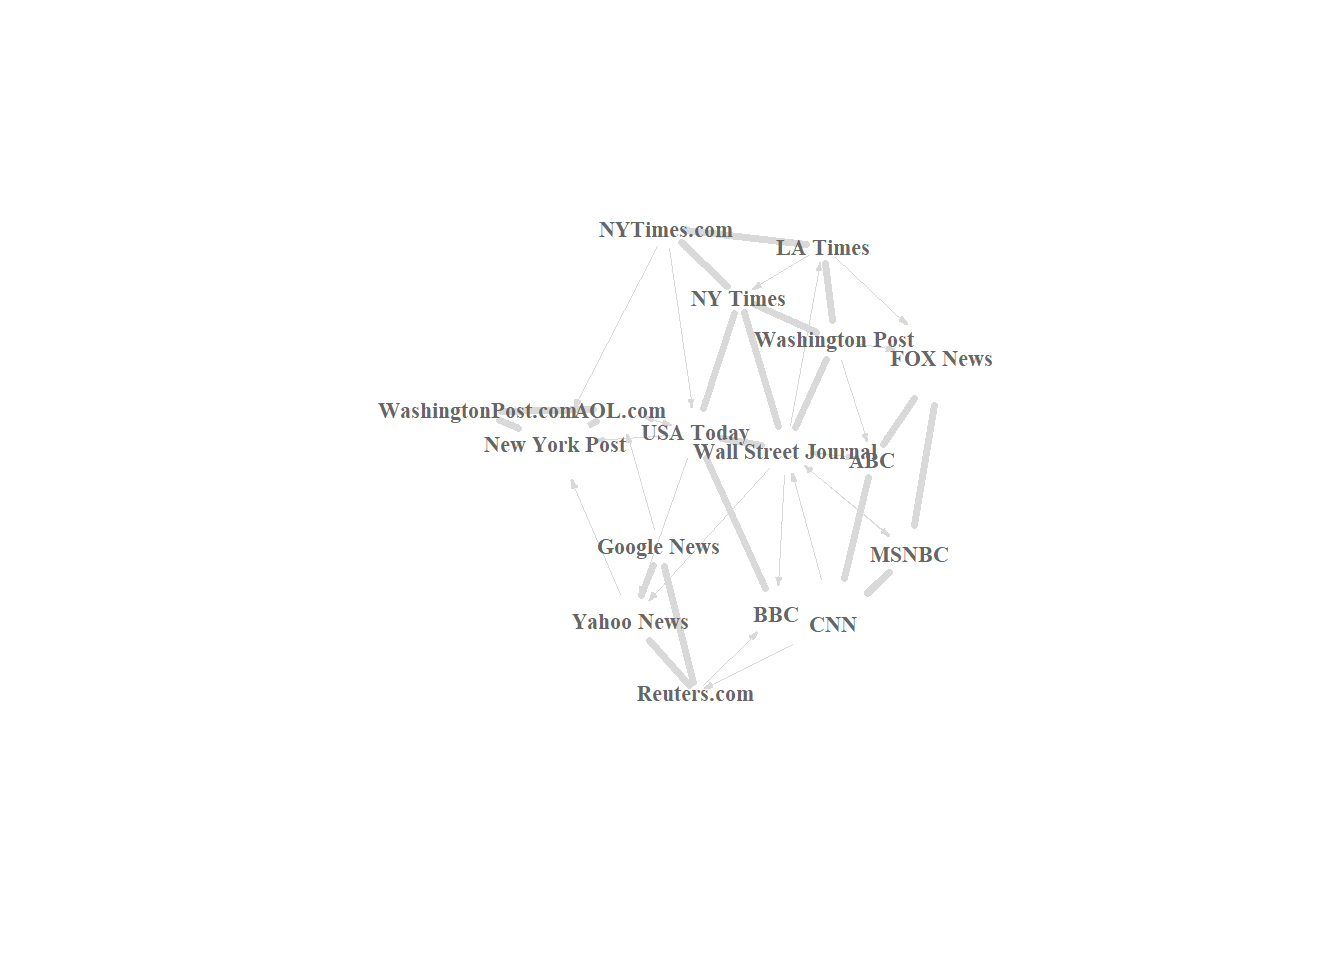 NYTimes.com
LA Times
NY Times
Washington Post
FOX News
WashingtonPost.com
AOL.com
USA Today
New York Post
Wall Street Journal
ABC
Google News
MSNBC
BBC
Yahoo News
CNN
Reuters.com